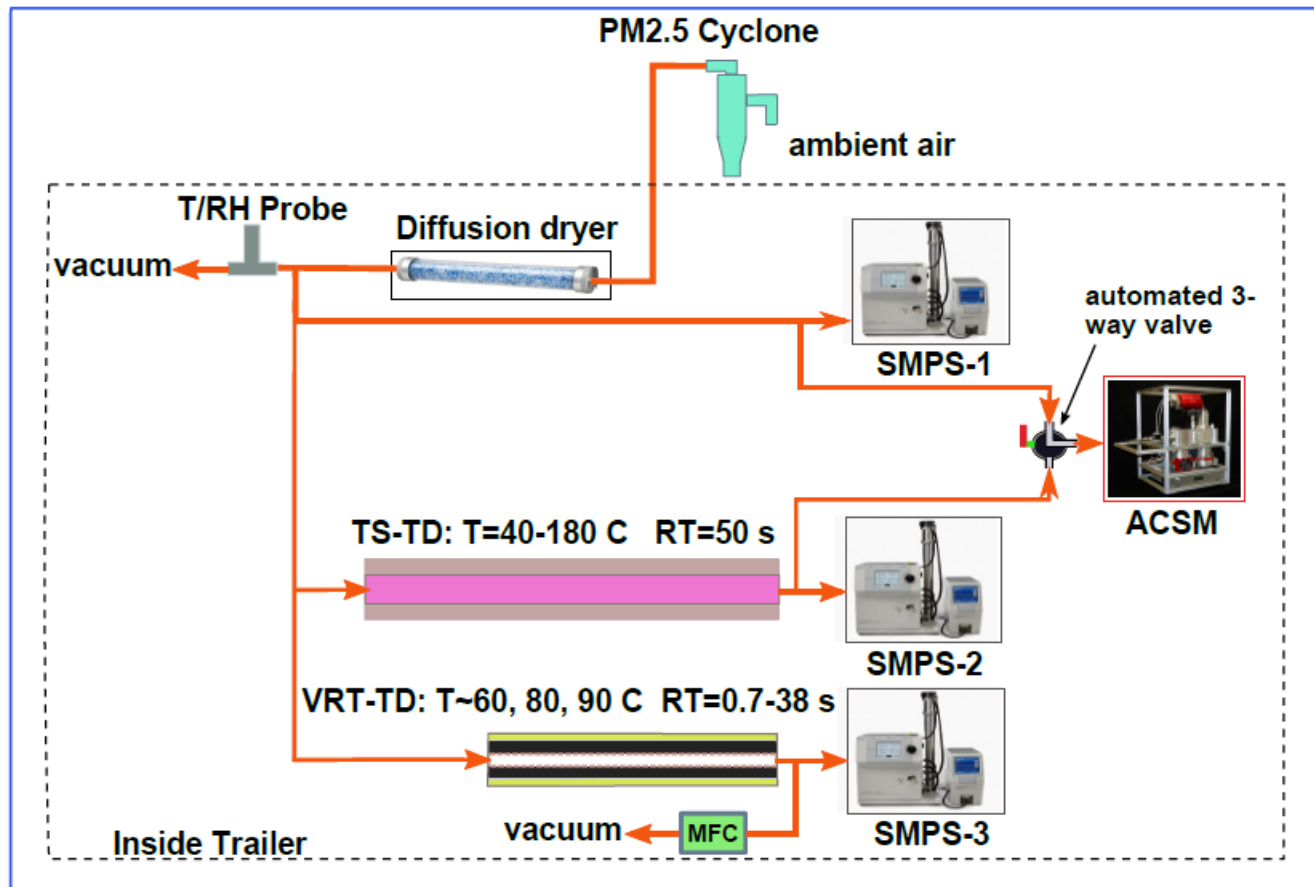 PM2.5 Cyclone
ambient air
T/RH Probe
Diffusion dryer
vacuum
automated 3-
way valve
SMPS-1
ACSM
TS-TD: T=40-180 C RT=50 s
SMPS-2
VRT-TD: T~60, 80, 90 C RT=0.7-38 s
vacuum
MFC
SMPS-3
Inside Trailer